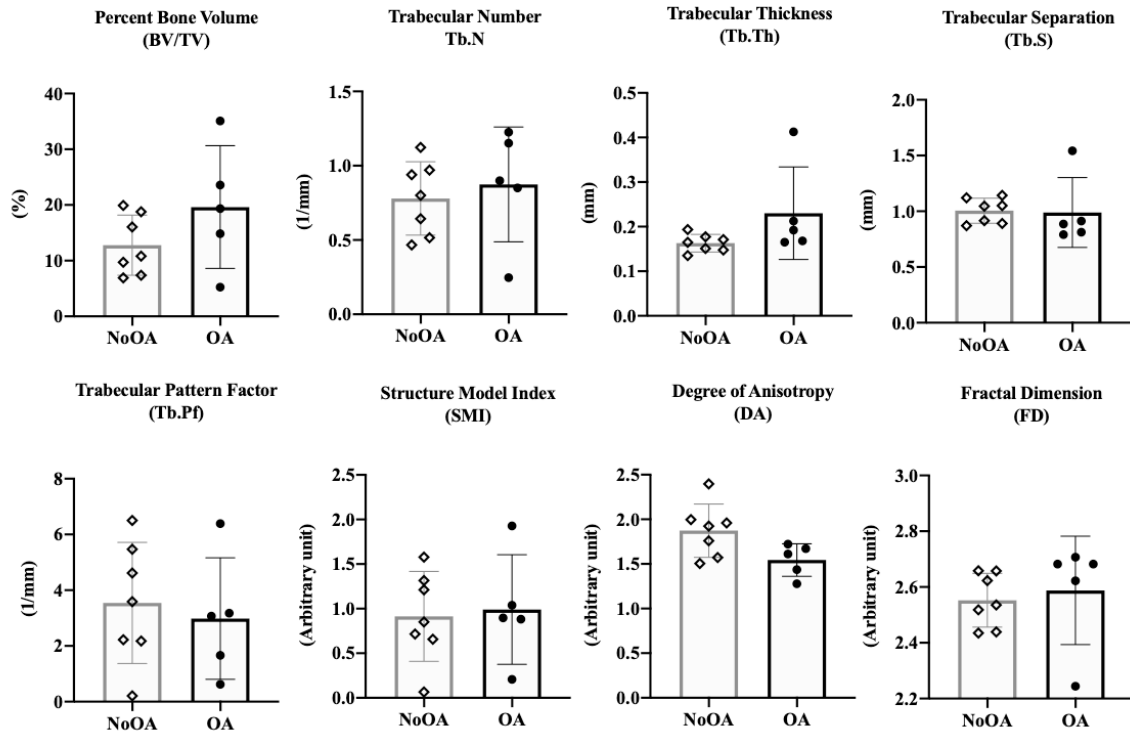 Percent Bone Volume
(BV/TV)
(%)
40
30
20
10
0
NoOA OA
Trabecular Number
Tb.N
(1/mm)
1.5
1.0
0.5
0.0
NoOA OA
Trabecular Thickness
(Tb.Th)
(mm)
0.5
0.4
0.3
0.2
0.1
0.0
NoOA OA
Trabecular Separation
(Tb.S)
(mm)
2.0
1.5
1.0
0.5
0.0
NoOA OA
Trabecular Pattern Factor
(Tb.Pf)
(1/mm)
8
6
4
2
0
NoOA OA
Structure Model Index
(SMI)
(Arbitrary unit)
2.5
2.0
1.5
1.0
0.5
0.0
NoOA OA
Degree of Anisotropy
(DA)
(Arbitrary unit)
2.5
2.0
1.5
1.0
0.5
0.0
NoOA OA
Fractal Dimension
(FD)
(Arbitrary unit)
3.0
2.8
2.6
2.4
2.2
NoOA OA